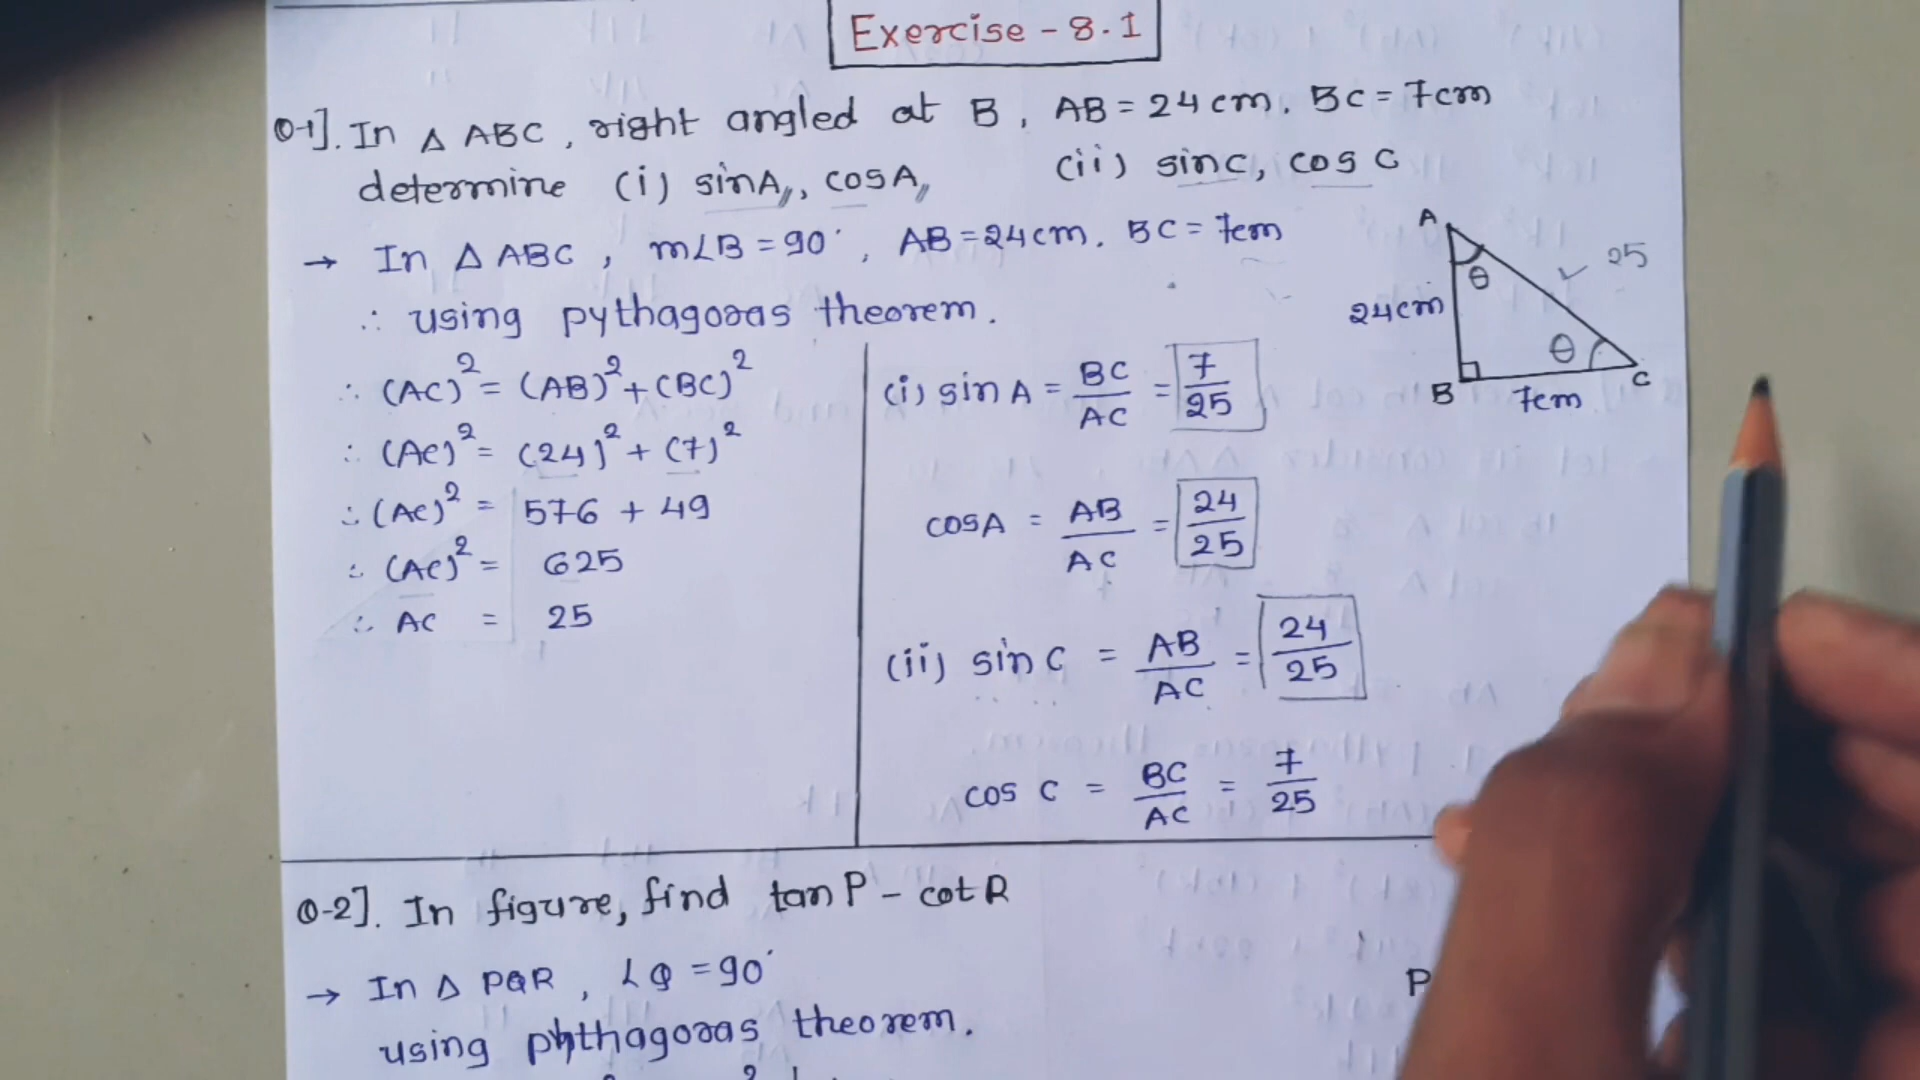 Exercise - 8.1
Q-1]. In △ ABC, right angled at B, AB = 24 cm. BC = 7cm
determine (i) sinA, cosA, (ii) sinc, cos C
→ In △ ABC, m∠B = 90°, AB = 24cm. BC = 7cm
∴ using pythagoras theorem.
∴ (AC)² = (AB)² + (BC)²
∴ (AC)² = (24)² + (7)²
∴ (AC)² = 576 + 49
∴ (AC)² = 625
∴ AC = 25
(i) sin A = BC/AC = 7/25
cosA = AB/AC = 24/25
(ii) sin C = AB/AC = 24/25
cos C = BC/AC = 7/25
A
θ
25
24cm
θ
B
7cm
C
Q-2]. In figure, find tan P - cot R
→ In △ PQR, ∠Q = 90°
P
using phthagoras theorem.